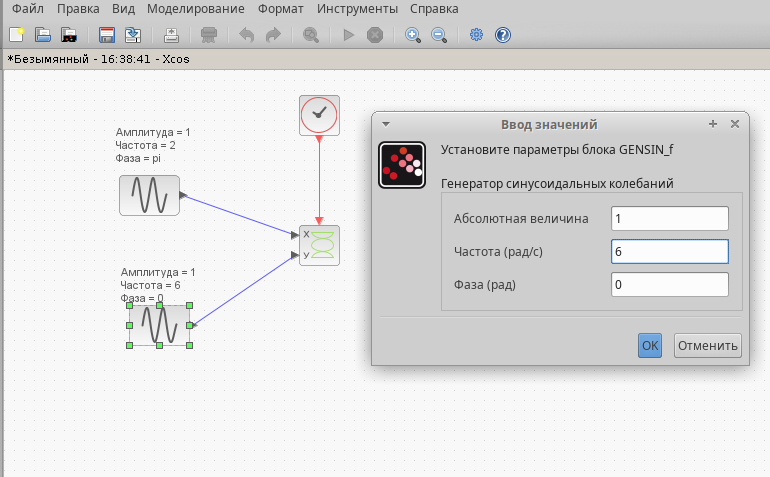 Файл Правка Вид Моделирование Формат Инструменты Справка
*Безымянный - 16:38:41 - Xcos
Амплитуда = 1
Частота = 2
Фаза = pi
X
y
Амплитуда = 1
Частота = 6
Фаза = 0
Ввод значений
Установите параметры блока GENSIN_f
Генератор синусоидальных колебаний
Абсолютная величина 1
Частота (рад/с) 6
Фаза (рад) 0
OK Отменить